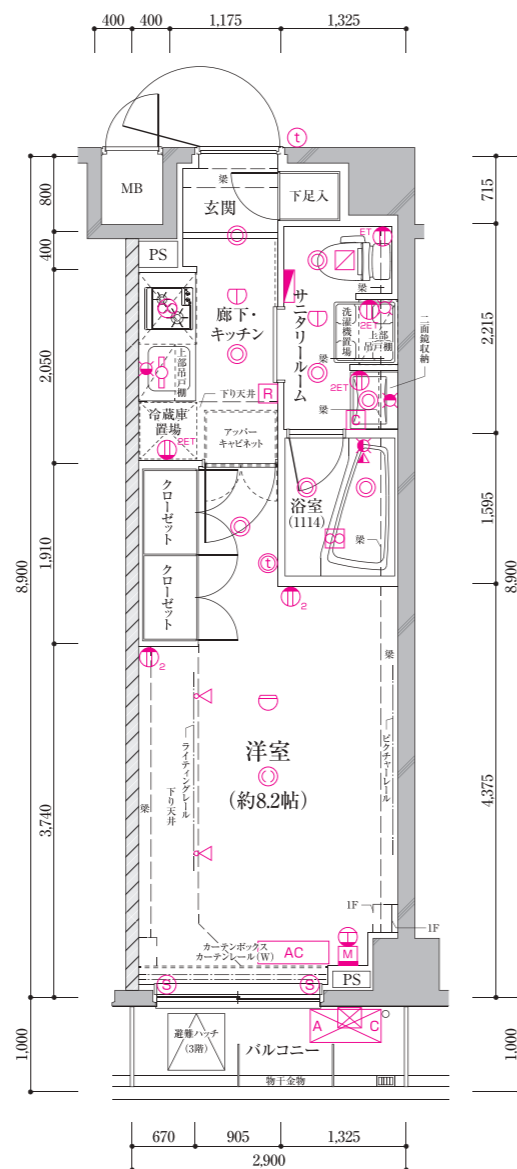 400
400
1,175
1,325
t
MB
梁
玄関
下足入
800
400
2,050
1,910
3,740
8,900
1,000
715
2,215
1,595
4,375
8,900
1,000
PS
ET
梁
廊下・
キッチン
サニタリールーム
洗濯機置場
2ET
上部
吊戸棚
二面鏡収納
梁
上部
吊戸棚
2ET
下り天井
R
梁
C
冷蔵庫
置場
2ET
アッパー
キャビネット
クローゼット
浴室
(1114)
梁
クローゼット
t
2
2
梁
ライティングレール
下り天井
梁
洋室
(約8.2帖)
ピクチャーレール
1F
1F
カーテンボックス
カーテンレール(W)
AC
M
PS
S
S
避難ハッチ
(3階)
バルコニー
A C
物干金物
670
905
1,325
2,900